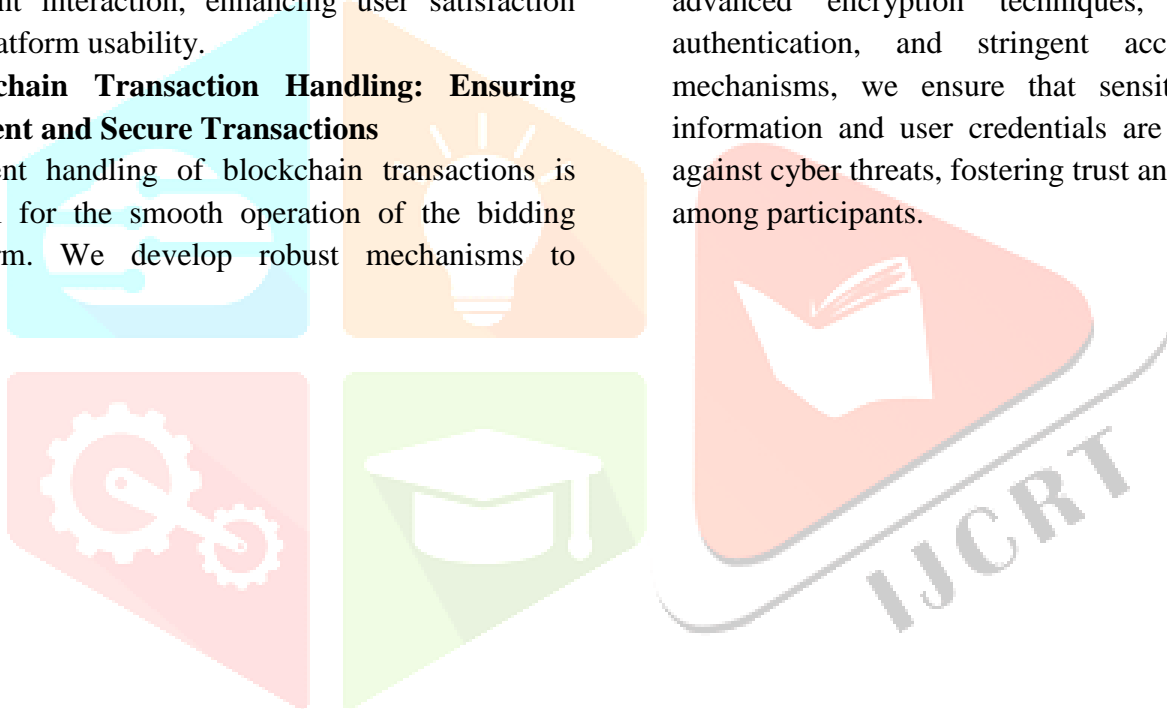 nt interaction, enhancing user satisfaction
atform usability.
chain Transaction Handling: Ensuring
ent and Secure Transactions
ent handling of blockchain transactions is
for the smooth operation of the bidding
rm. We develop robust mechanisms to
advanced encryption techniques,
authentication, and stringent acc
mechanisms, we ensure that sensit
information and user credentials are
against cyber threats, fostering trust an
among participants.
IJCRT